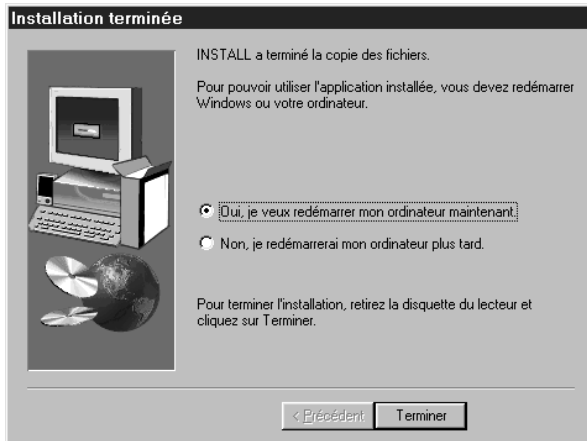 Installation terminée
INSTALL a terminé la copie des fichiers.
Pour pouvoir utiliser l'application installée, vous devez redémarrer
Windows ou votre ordinateur.
Oui, je veux redémarrer mon ordinateur maintenant.
Non, je redémarrerai mon ordinateur plus tard.
Pour terminer l'installation, retirez la disquette du lecteur et
cliquez sur Terminer.
< Précédent
Terminer